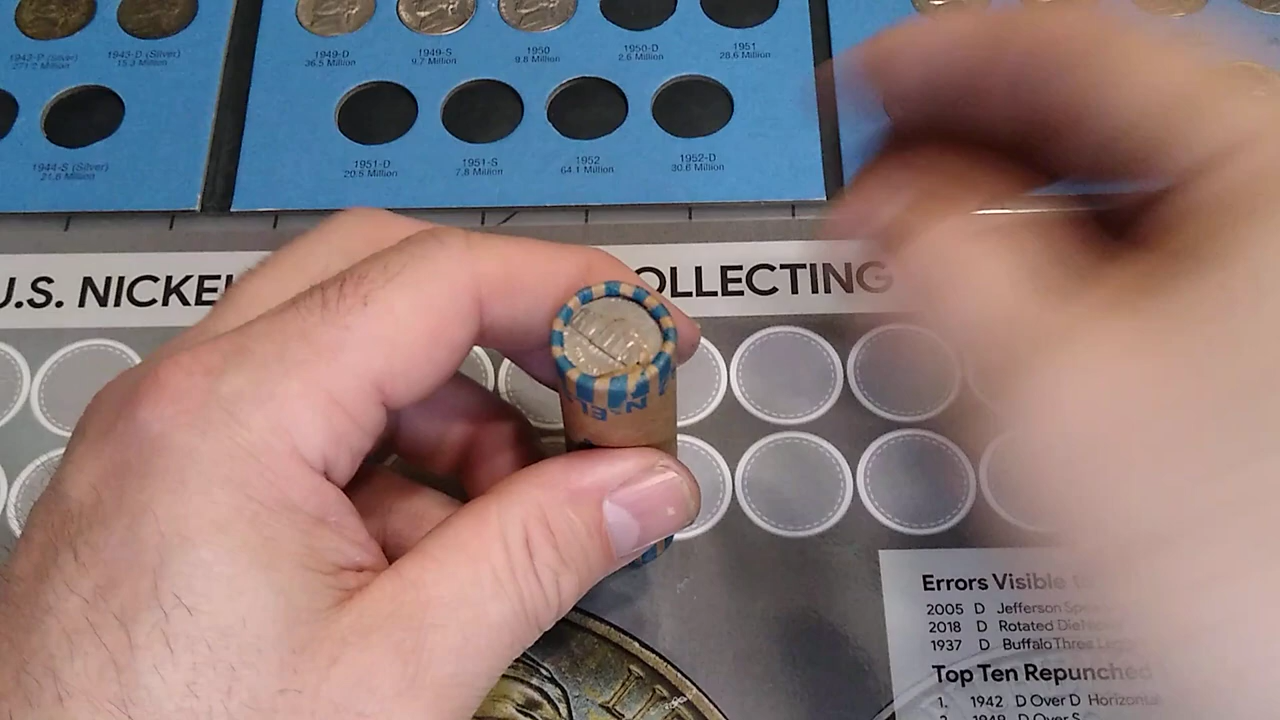 1943-D (Silver)
15.3 Million
1949-D
36.5 Million
1949-S
9.7 Million
1950
9.8 Million
1950-D
2.6 Million
1951
28.6 Million
1944-S (Silver)
21.6 Million
1951-D
20.5 Million
1951-S
7.8 Million
1952
64.1 Million
1952-D
30.6 Million
U.S. NICKEL COLLECTING
Errors Visible
2005 D Jefferson
2018 D Rotated Die
1937 D Buffalo Three
Top Ten Repunched
1. 1942 D Over D Horizontal
D Over S